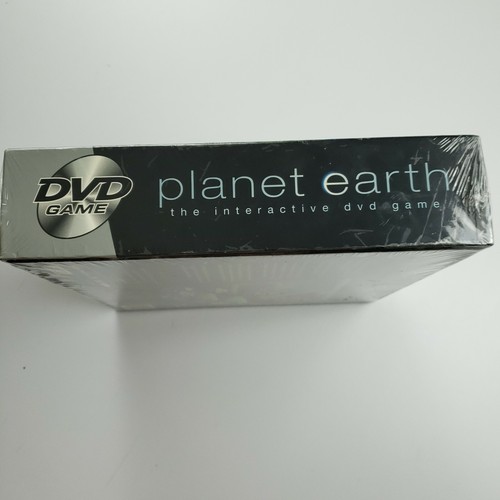 DVD
GAME
planet earth
the interactive dvd game